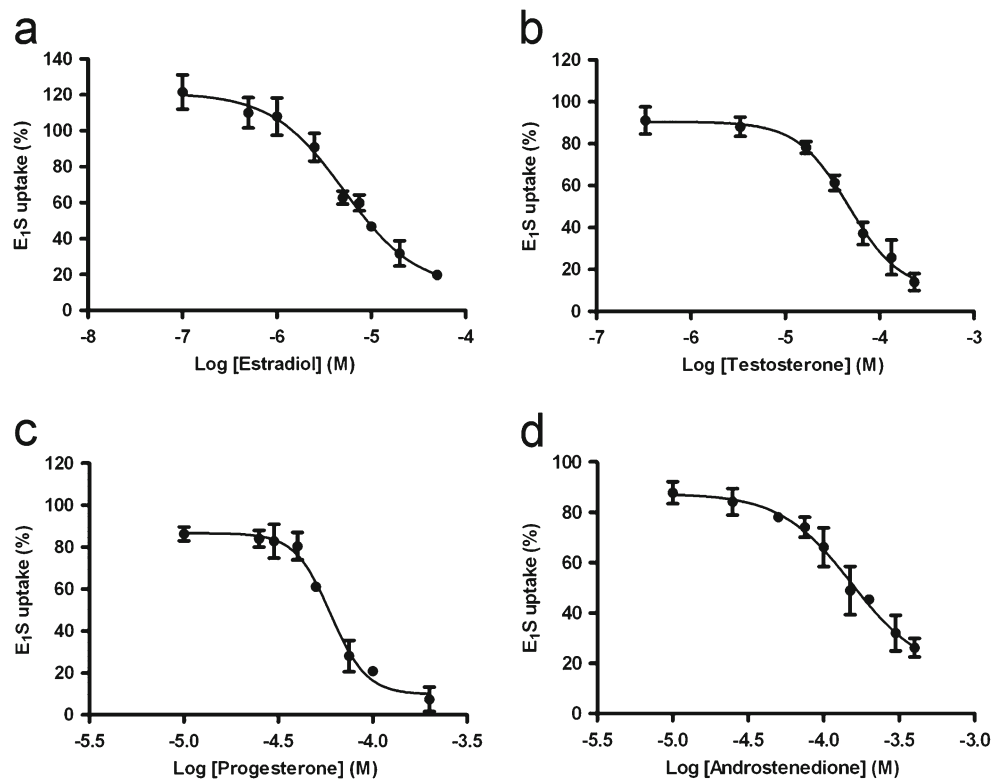 a
140
120
100
80
60
40
20
0
E1S uptake (%)
-8 -7 -6 -5 -4
Log [Estradiol] (M)
b
120
100
80
60
40
20
0
E1S uptake (%)
-7 -6 -5 -4 -3
Log [Testosterone] (M)
c
120
100
80
60
40
20
0
E1S uptake (%)
-5.5 -5.0 -4.5 -4.0 -3.5
Log [Progesterone] (M)
d
100
80
60
40
20
0
E1S uptake (%)
-5.5 -5.0 -4.5 -4.0 -3.5 -3.0
Log [Androstenedione] (M)